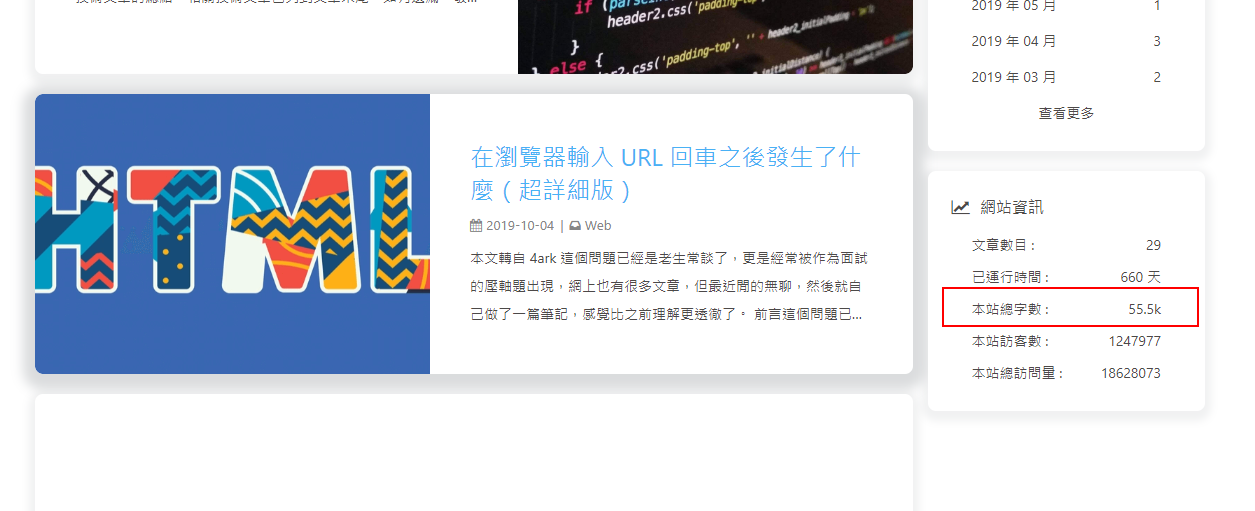 header2.css('padding-top', '' + header2_initialPadding +
}
else {
2019 年 05 月 1
2019 年 04 月 3
2019 年 03 月 2
查看更多
HTML
在瀏覽器輸入 URL 回車之後發生了什
麼（超詳細版）
2019-10-04 | Web
本文轉自 4ark 這個問題已經是老生常談了，更是經常被作為面試
的壓軸題出現，網上也有很多文章，但最近閒的無聊，然後就自
己做了一篇筆記，感覺比之前理解更透徹了。 前言這個問題已...
網站資訊
文章數目 : 29
已運行時間 : 660 天
本站總字數 : 55.5k
本站訪客數 : 1247977
本站總訪問量 : 18628073